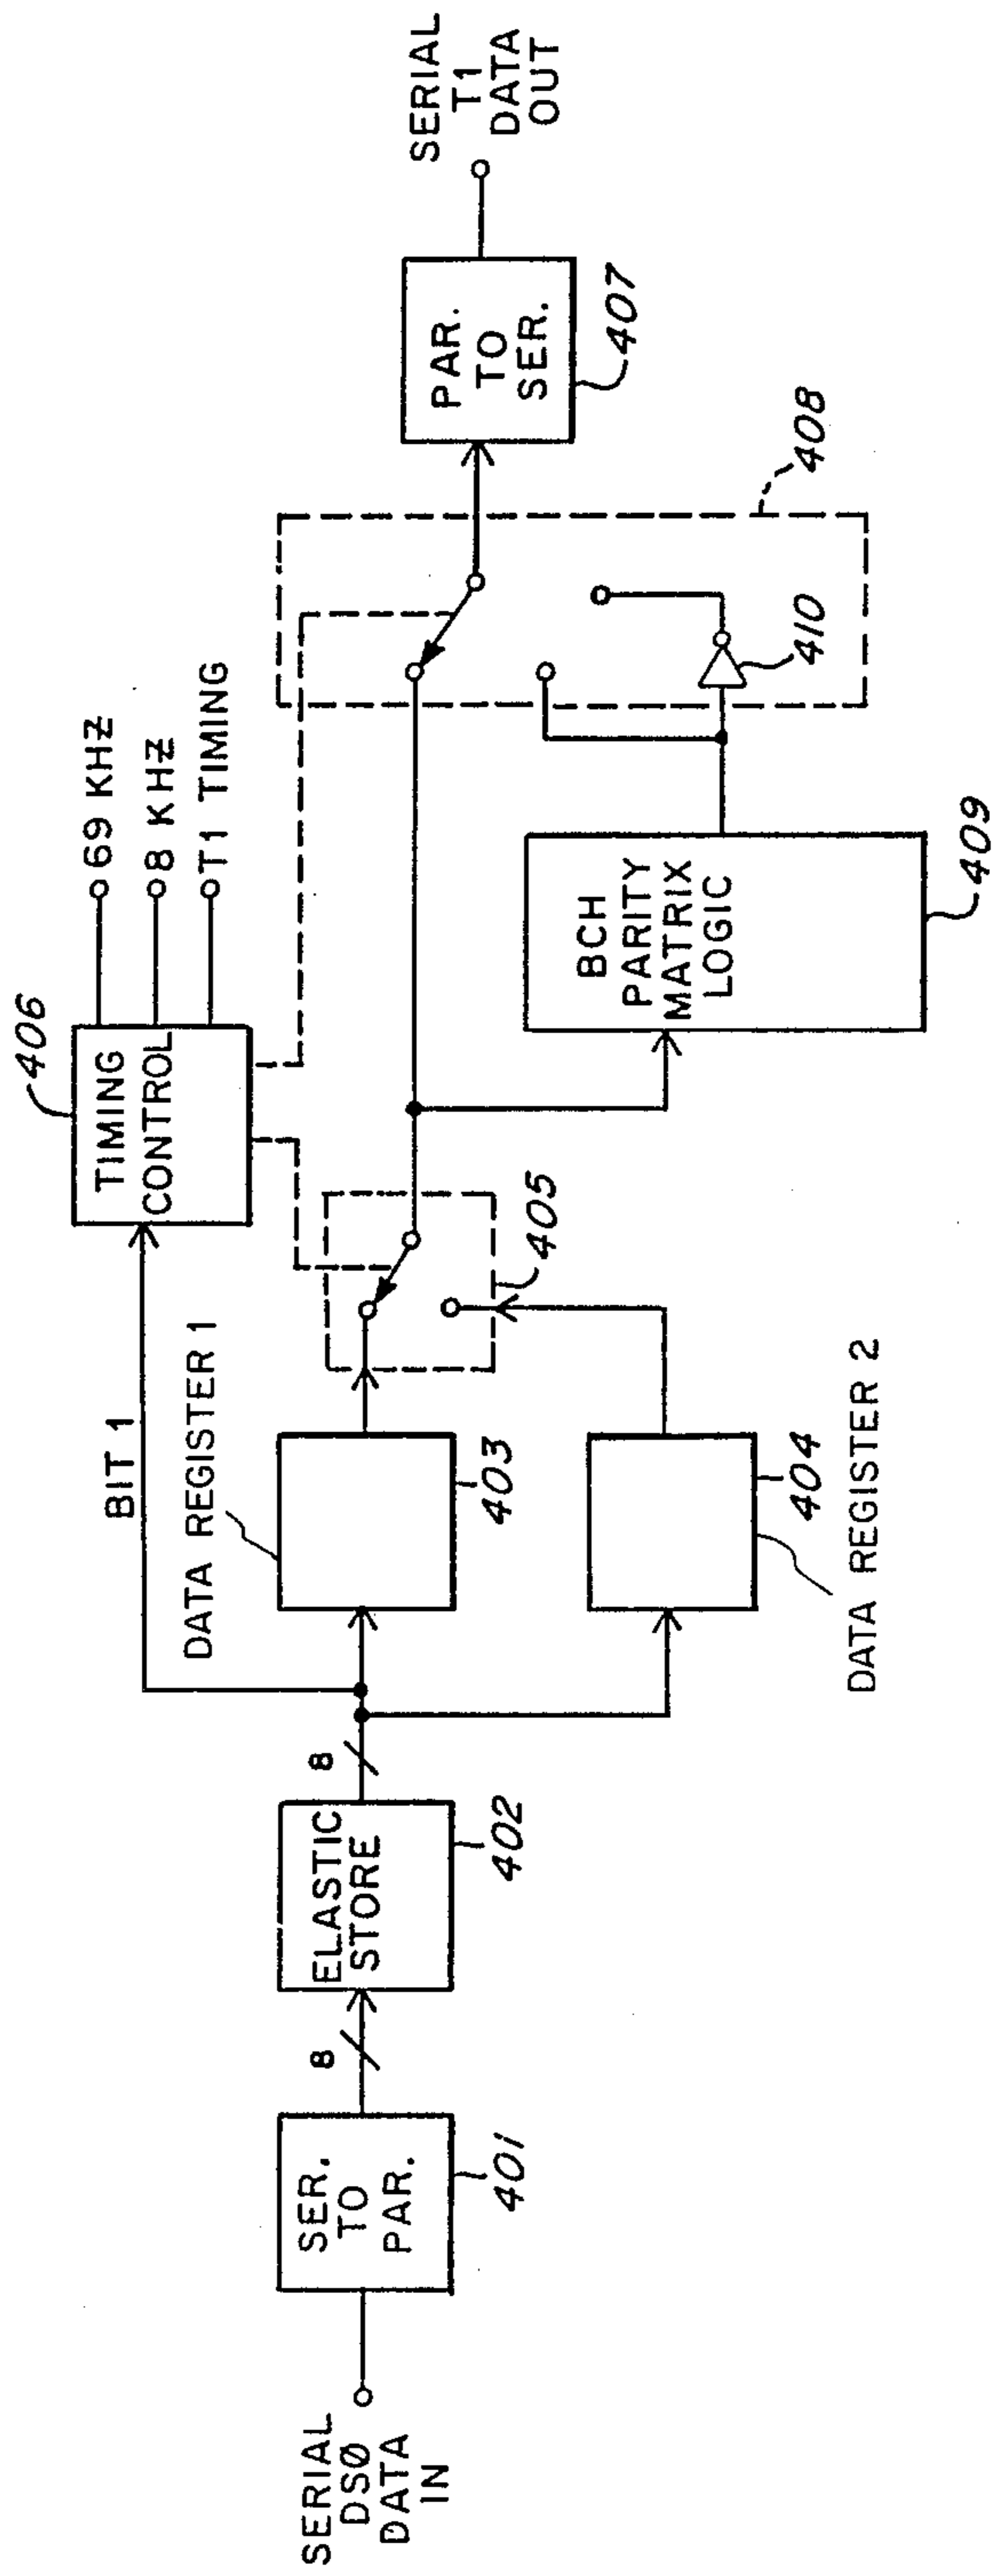 SERIAL
DS0
DATA
IN
SER.
TO
PAR.
401
8
ELASTIC
STORE
402
8
BIT 1
DATA REGISTER 1
403
404
DATA REGISTER 2
405
406
TIMING
CONTROL
69 KHZ
8 KHZ
T1 TIMING
BCH
PARITY
MATRIX
LOGIC
409
410
408
PAR.
TO
SER.
407
SERIAL
T1
DATA
OUT